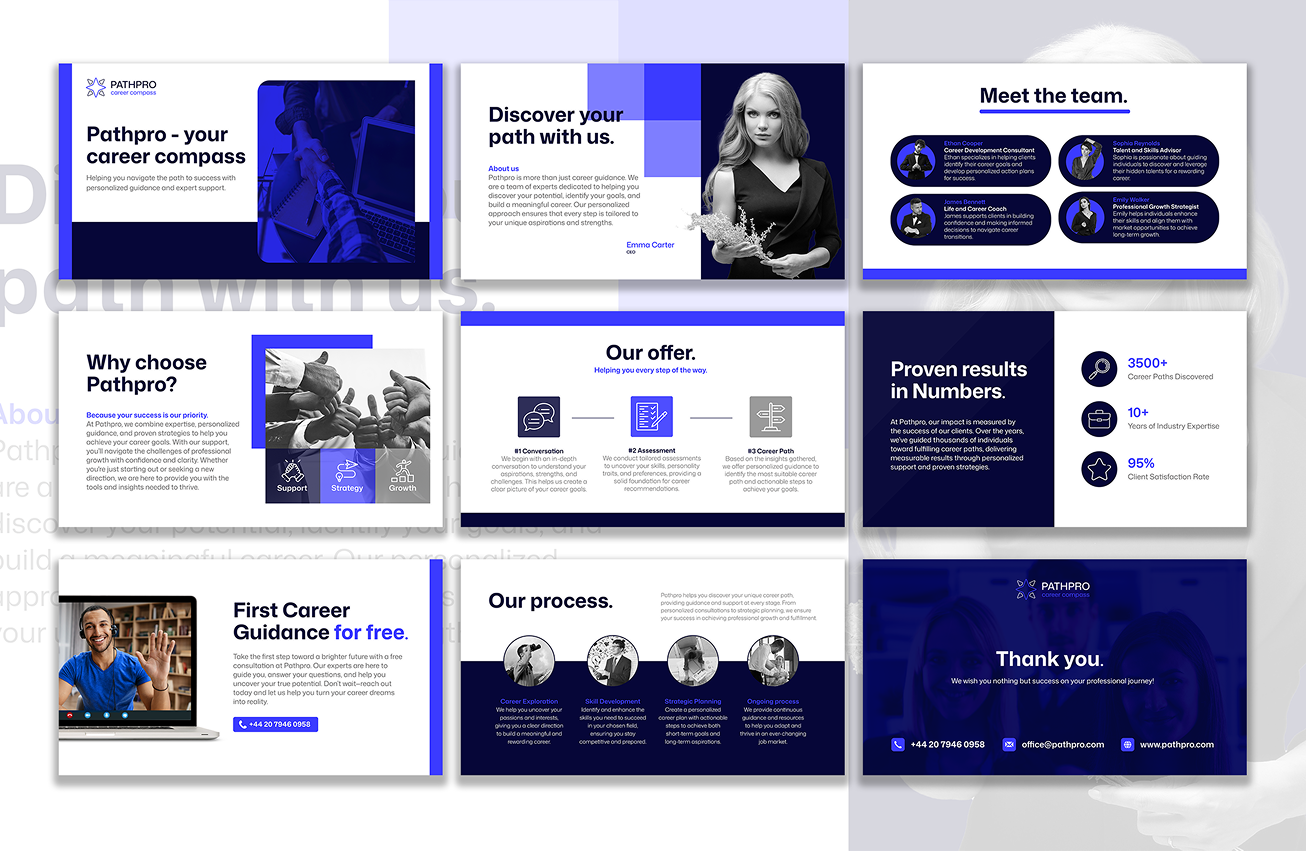 PATHPRO
career compass
Pathpro - your
career compass
Helping you navigate the path to success with
personalized guidance and expert support.
Discover your
path with us.
About us
Pathpro is more than just career guidance. We
are a team of experts dedicated to helping you
discover your potential, identify your goals, and
build a meaningful career. Our personalized
approach ensures that every step is tailored to
your unique aspirations and strengths.
Emma Carter
CEO
Meet the team.
Ethan Cooper
Career Development Consultant
Ethan specializes in helping clients
identify their career goals and
develop personalized action plans
for success.
Sophia Reynolds
Talent and Skills Advisor
Sophia is passionate about guiding
individuals to discover and leverage
their hidden talents for a rewarding
career.
James Bennett
Life and Career Coach
James supports clients in building
confidence and making informed
decisions to navigate career
transitions.
Emily Walker
Professional Growth Strategist
Emily helps individuals enhance
their skills and align them with
market opportunities to achieve
long-term growth.
Why choose
Pathpro?
Because your success is our priority.
At Pathpro, we combine expertise, personalized
guidance, and proven strategies to help you
achieve your career goals. With our support,
you'll navigate the challenges of professional
growth with confidence and clarity. Whether
you're just starting out or seeking a new
direction, we are here to provide you with the
tools and insights needed to thrive.
Support
Strategy
Growth
Our offer.
Helping you every step of the way.
#1 Conversation
We begin with an in-depth
conversation to understand your
aspirations, strengths, and
challenges. This helps us create a
clear picture of your career goals.
#2 Assessment
We conduct tailored assessments
to uncover your skills, personality
traits, and preferences, providing a
solid foundation for career
recommendations.
#3 Career Path
Based on the insights gathered,
we offer personalized guidance to
identify the most suitable career
path and actionable steps to
achieve your goals.
Proven results
in Numbers.
At Pathpro, our impact is measured by
the success of our clients. Over the years,
we've guided thousands of individuals
toward fulfilling career paths, delivering
measurable results through personalized
support and proven strategies.
3500+
Career Paths Discovered
10+
Years of Industry Expertise
95%
Client Satisfaction Rate
First Career
Guidance for free.
Take the first step toward a brighter future with a free
consultation at Pathpro. Our experts are here to
guide you, answer your questions, and help you
uncover your true potential. Don't wait—reach out
today and let us help you turn your career dreams
into reality.
+44 20 7946 0958
Our process.
Pathpro helps you discover your unique career path,
providing guidance and support at every stage. From
personalized consultations to strategic planning, we ensure
your success in achieving professional growth and fulfillment.
Career Exploration
We help you uncover your
passions and interests,
giving you a clear direction
to build a meaningful and
rewarding career.
Skill Development
Identify and enhance the
skills you need to succeed
in your chosen field,
ensuring you stay
competitive and prepared.
Strategic Planning
Create a personalized
career plan with actionable
steps to achieve both
short-term goals and
long-term aspirations.
Ongoing process
We provide continuous
guidance and resources
to help you adapt and
thrive in an ever-changing
job market.
PATHPRO
career compass
Thank you.
We wish you nothing but success on your professional journey!
+44 20 7946 0958
office@pathpro.com
www.pathpro.com
path with us.
discover your potential, identify your goals, and
build a meaningful career. Our personalized